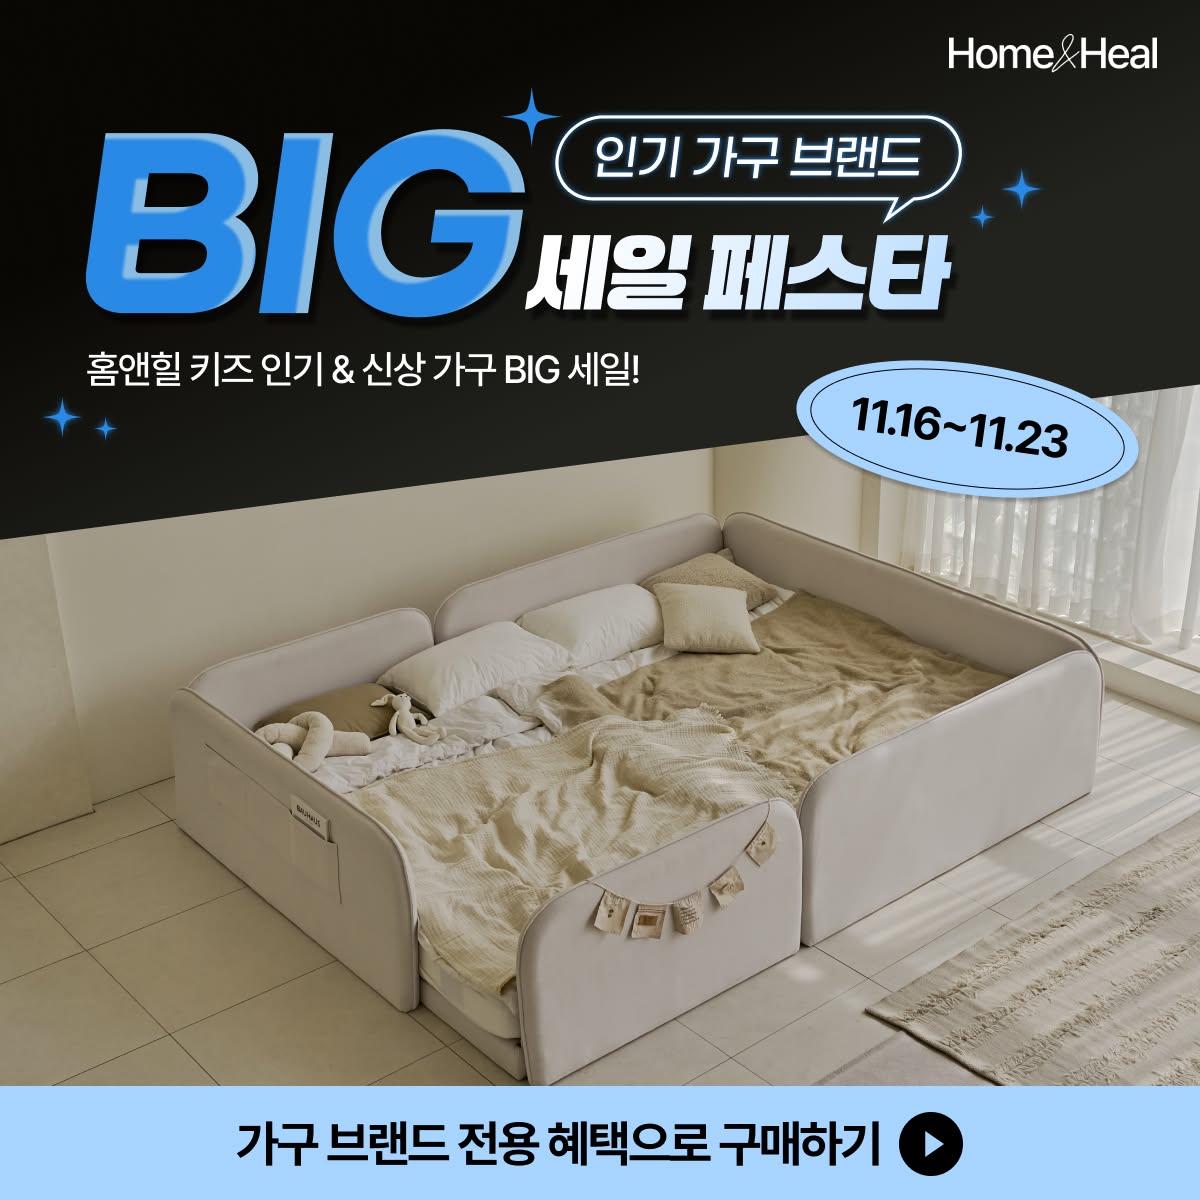 Home&Heal
인기 가구 브랜드
BIG 세일 페스타
홈앤힐 키즈 인기 & 신상 가구 BIG 세일!
11.16~11.23
BAUHAUS
가구 브랜드 전용 혜택으로 구매하기